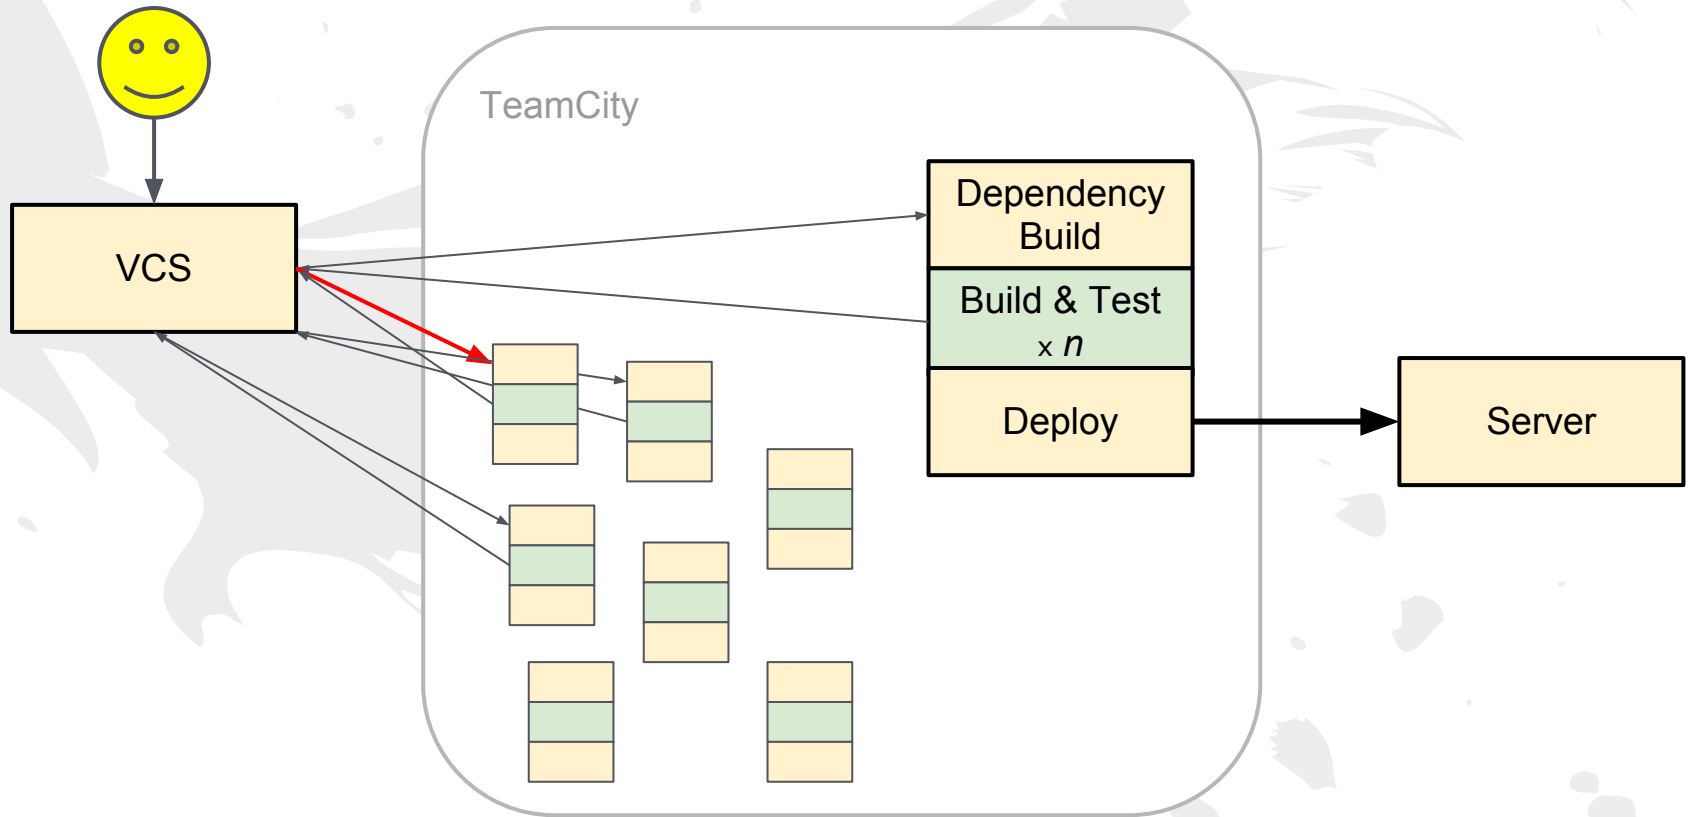 TeamCity
VCS
Dependency
Build
Build & Test
x n
Deploy
Server